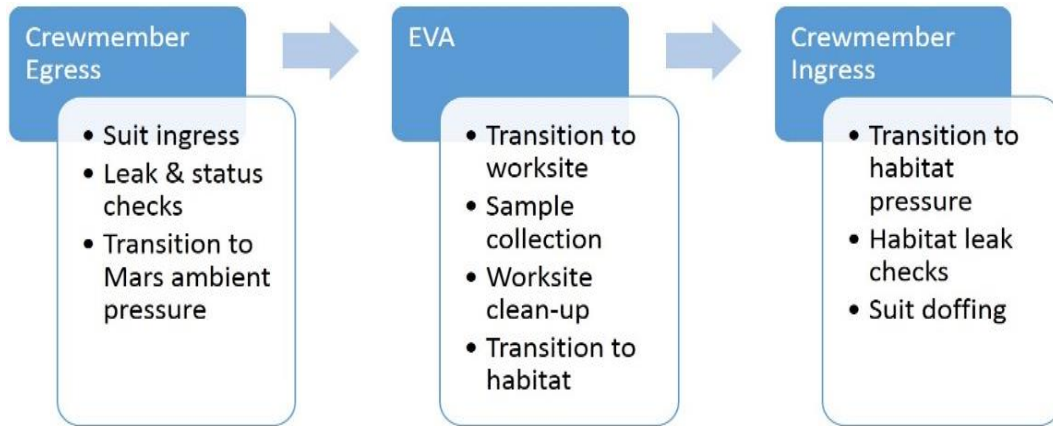 Crewmember
Egress
• Suit ingress
• Leak & status
checks
• Transition to
Mars ambient
pressure
EVA
• Transition to
worksite
• Sample
collection
• Worksite
clean-up
• Transition to
habitat
Crewmember
Ingress
• Transition to
habitat
pressure
• Habitat leak
checks
• Suit doffing